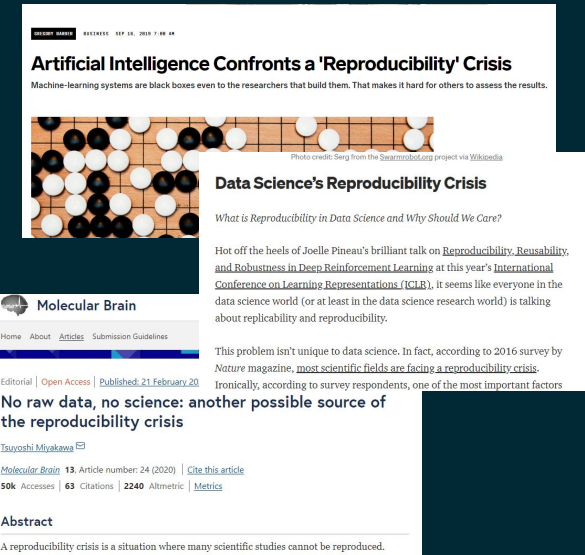 GREGORY BARBER BUSINESS SEP 16, 2019 7:00 AM
Artificial Intelligence Confronts a 'Reproducibility' Crisis
Machine-learning systems are black boxes even to the researchers that build them. That makes it hard for others to assess the results.
Photo credit: Serg from the Swarmrobot.org project via Wikipedia
Data Science's Reproducibility Crisis
What is Reproducibility in Data Science and Why Should We Care?
Hot off the heels of Joelle Pineau's brilliant talk on Reproducibility, Reusability,
and Robustness in Deep Reinforcement Learning at this year's International
Conference on Learning Representations (ICLR), it seems like everyone in the
data science world (or at least in the data science research world) is talking
about replicability and reproducibility.
This problem isn't unique to data science. In fact, according to 2016 survey by
Nature magazine, most scientific fields are facing a reproducibility crisis.
Ironically, according to survey respondents, one of the most important factors
Molecular Brain
Home About Articles Submission Guidelines
Editorial | Open Access | Published: 21 February 20
No raw data, no science: another possible source of
the reproducibility crisis
Tsuyoshi Miyakawa
Molecular Brain 13, Article number: 24 (2020) | Cite this article
50k Accesses | 63 Citations | 2240 Altmetric | Metrics
Abstract
A reproducibility crisis is a situation where many scientific studies cannot be reproduced.